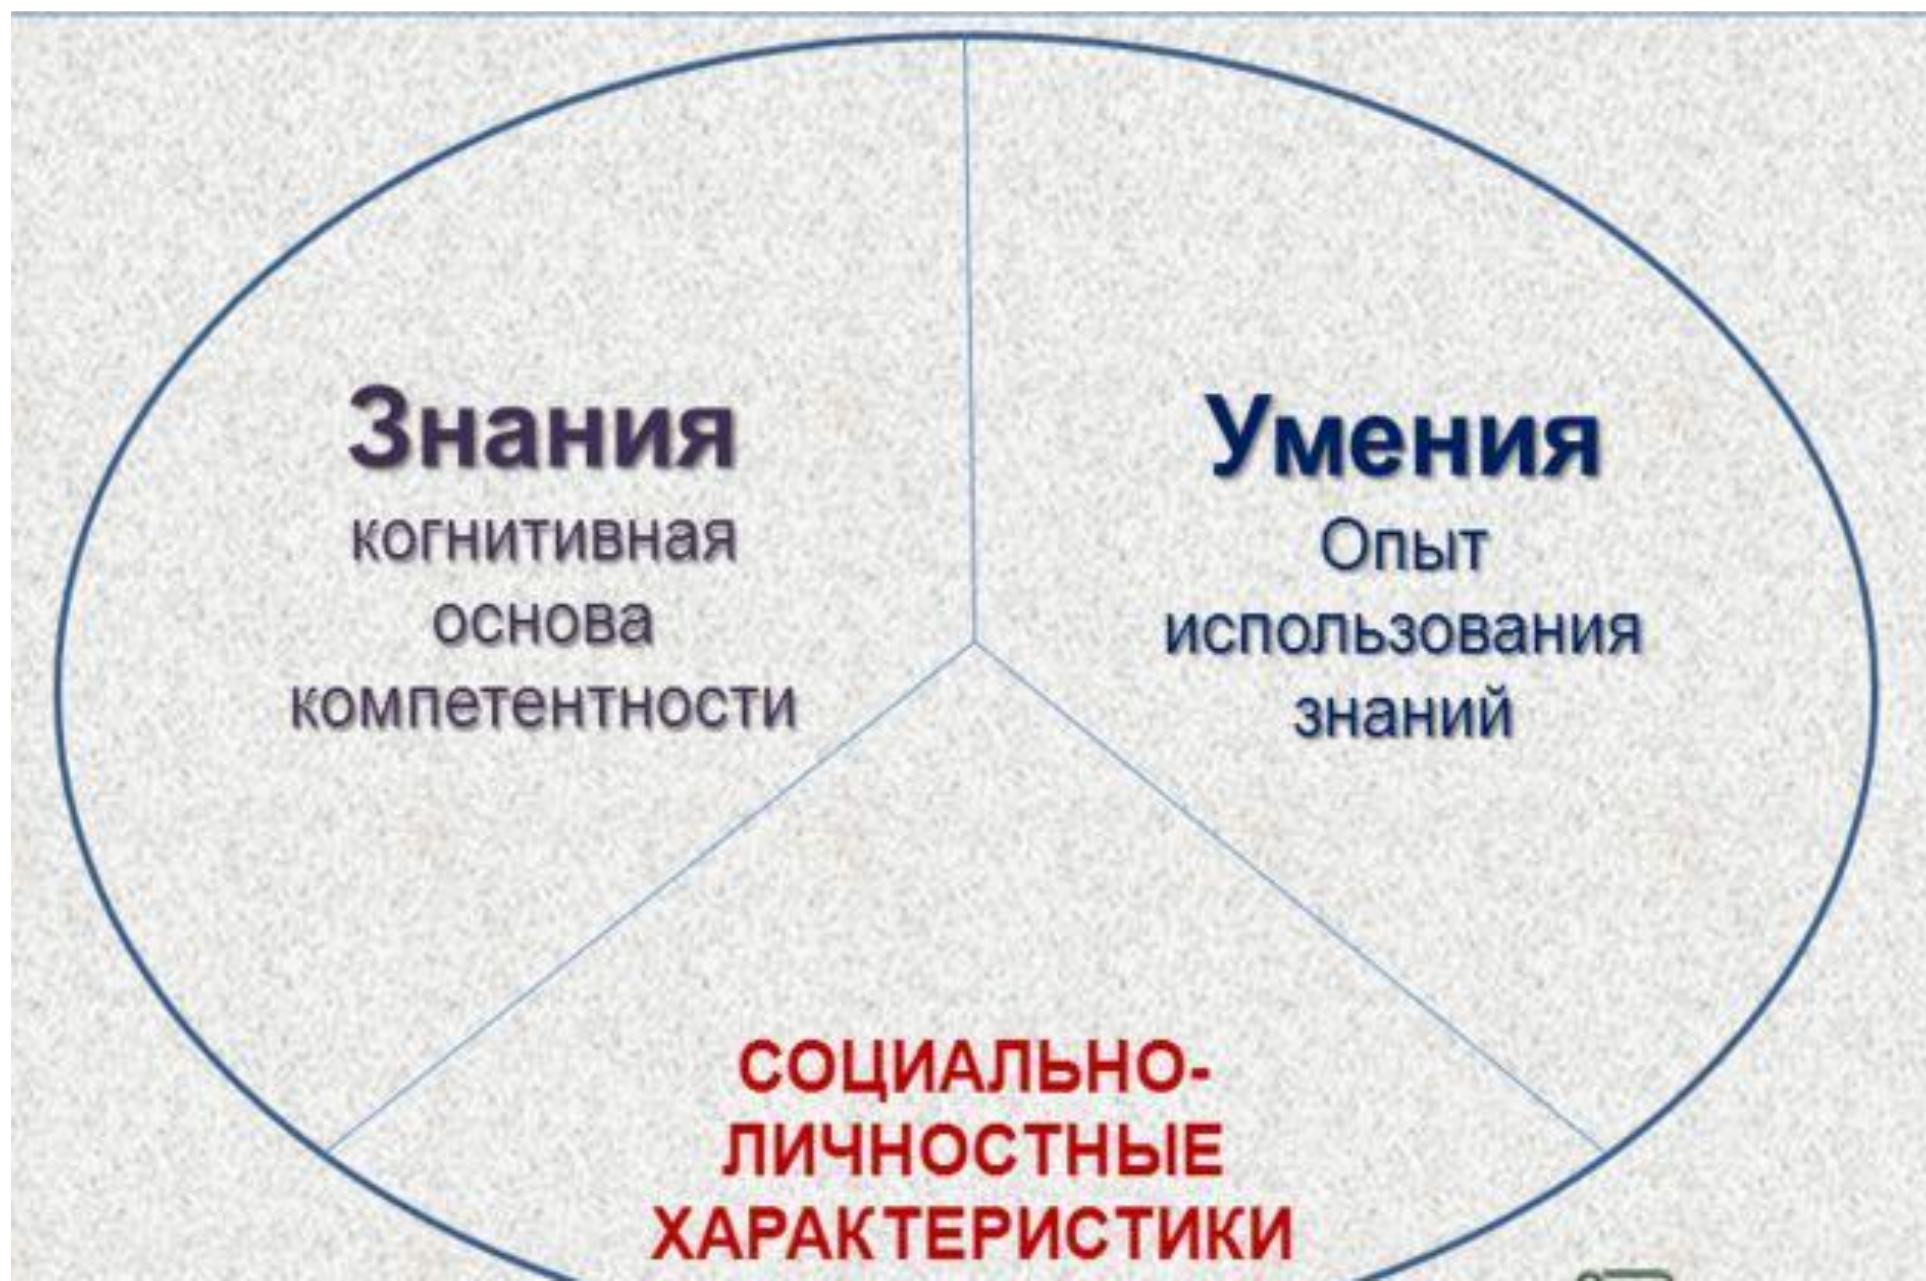 Знания
когнитивная
основа
компетентности
Умения
Опыт
использования
знаний
СОЦИАЛЬНО-
ЛИЧНОСТНЫЕ
ХАРАКТЕРИСТИКИ